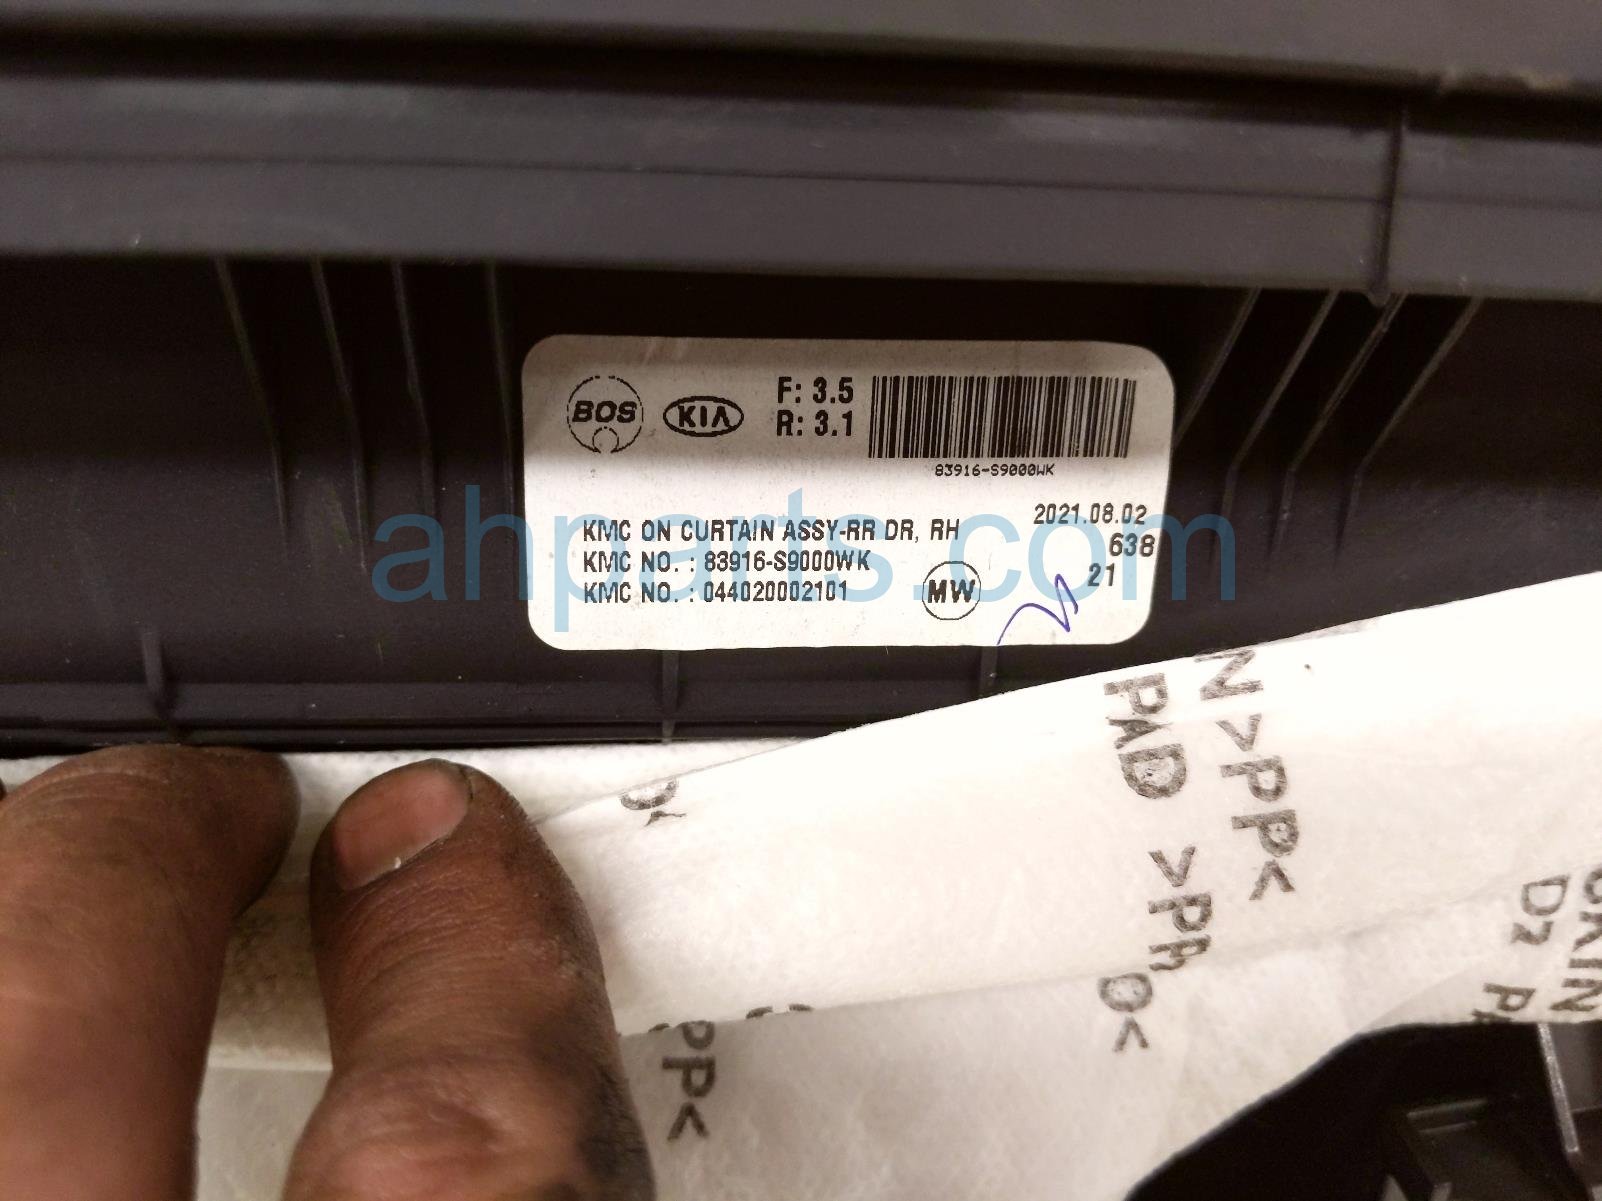 BOS
KIA
F: 3.5
R: 3.1
83916-S9000WK
KMC ON CURTAIN ASSY-RR DR, RH
2021.08.02
KMC NO. : 83916-S9000WK
638
KMC NO. : 044020002101
MW
21
ahparts.com
N >PP<
PAD >PP
O<
PP<